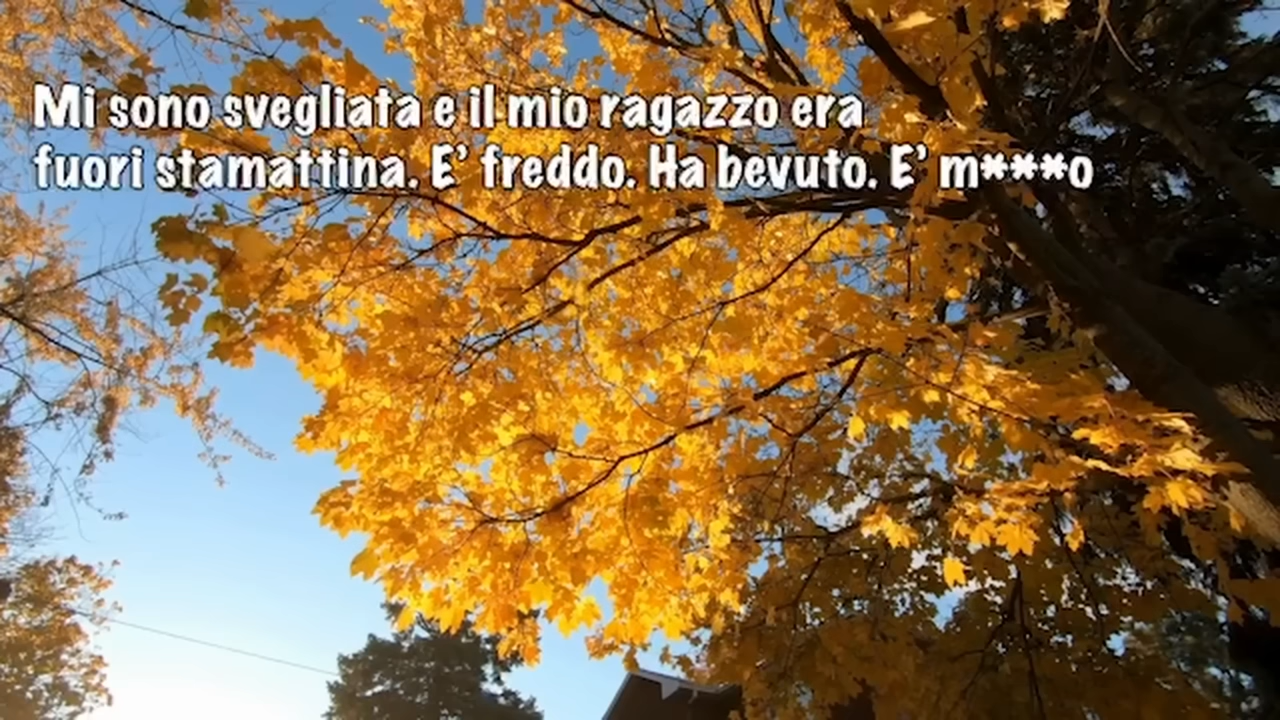 Mi sono svegliata e il mio ragazzo era
fuori stamattina. E' freddo. Ha bevuto. E' m***o